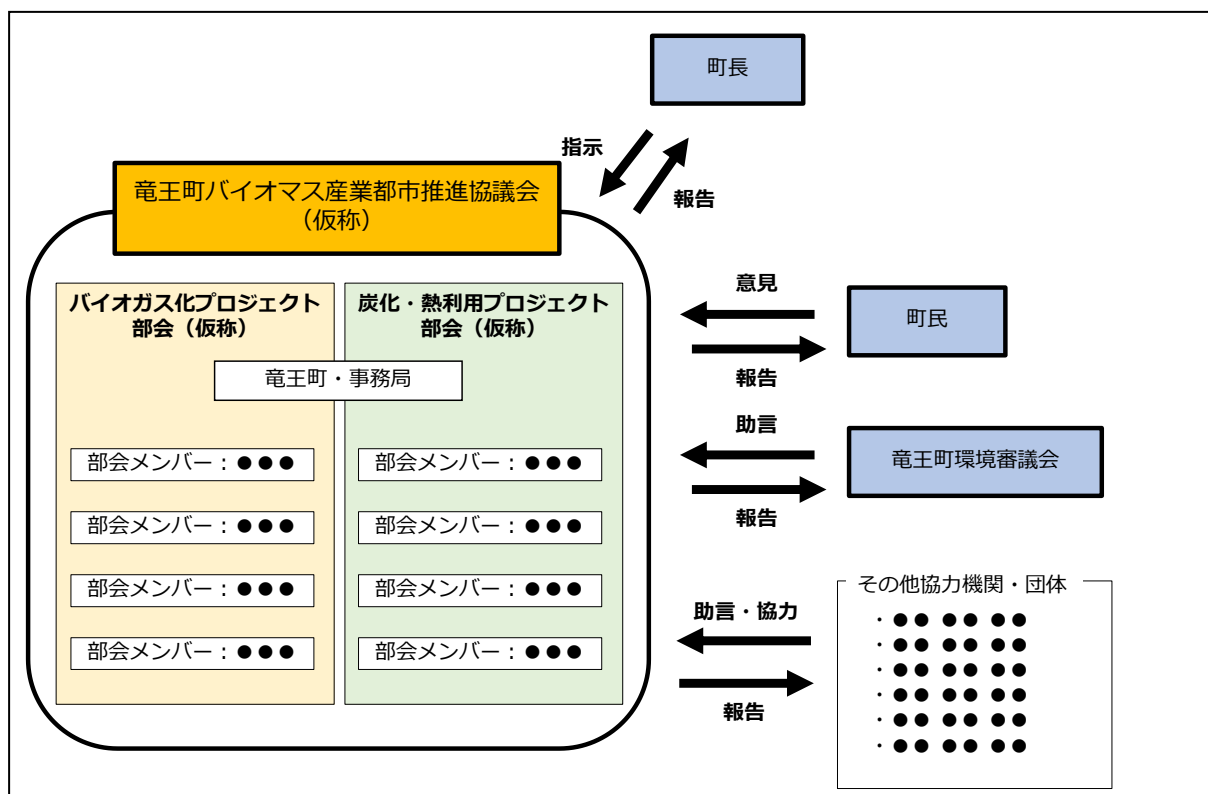 町長
指示
報告
竜王町バイオマス産業都市推進協議会
（仮称）
バイオガス化プロジェクト
部会（仮称）
炭化・熱利用プロジェクト
部会（仮称）
竜王町・事務局
部会メンバー：●●●
部会メンバー：●●●
部会メンバー：●●●
部会メンバー：●●●
部会メンバー：●●●
部会メンバー：●●●
部会メンバー：●●●
部会メンバー：●●●
意見
報告
町民
助言
報告
竜王町環境審議会
助言・協力
報告
その他協力機関・団体
・●● ●● ●●
・●● ●● ●●
・●● ●● ●●
・●● ●● ●●
・●● ●● ●●
・●● ●● ●●